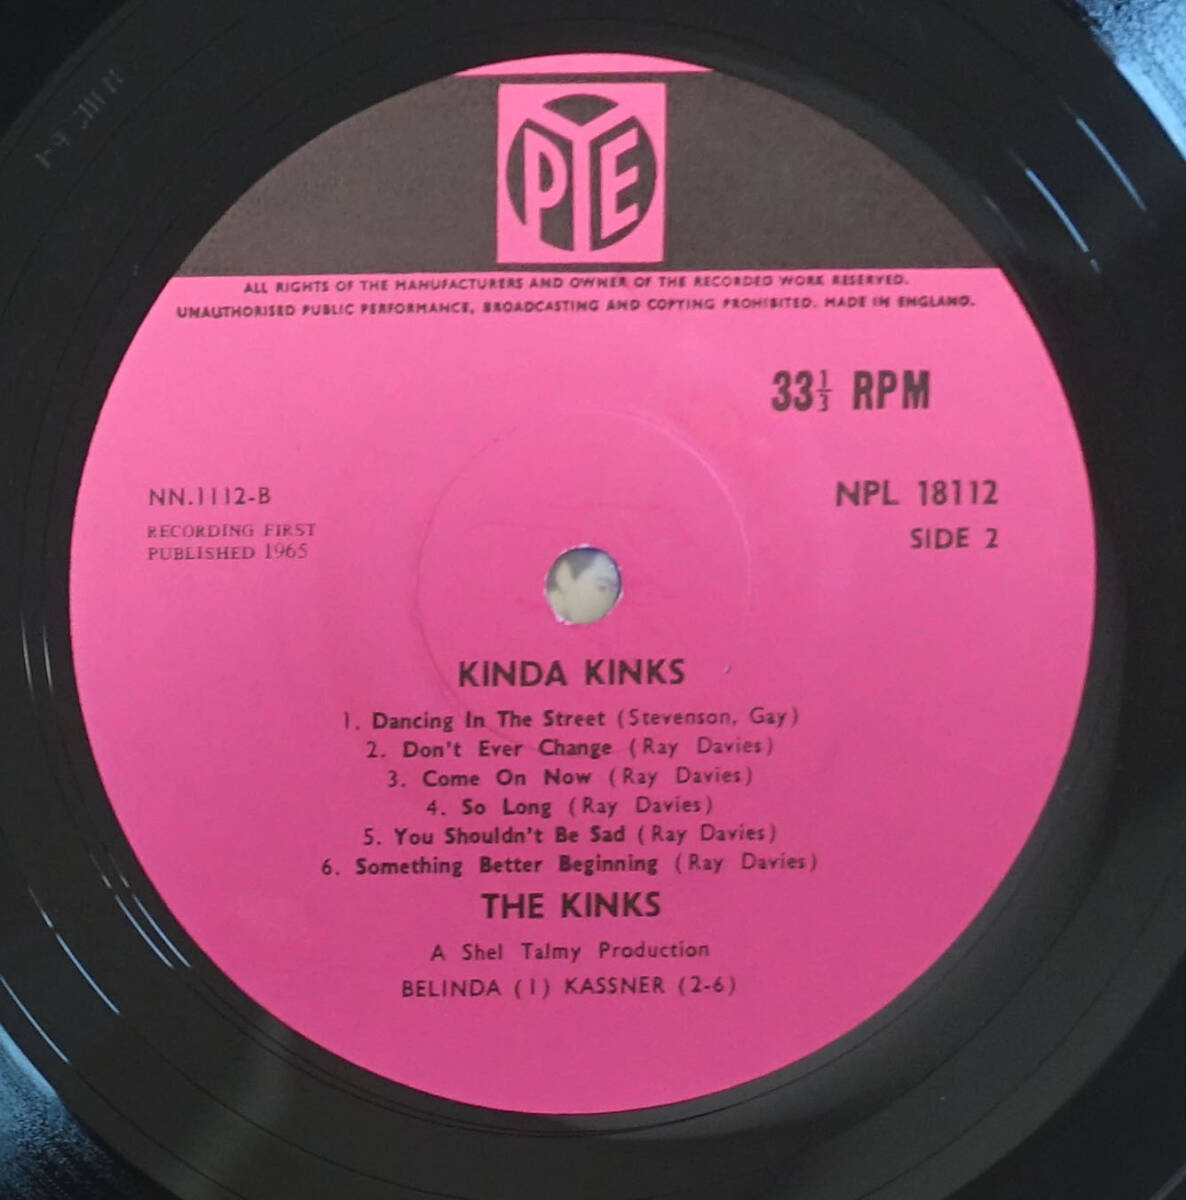 PYE
ALL RIGHTS OF THE MANUFACTURERS AND OWNER OF THE RECORDED WORK RESERVED.
UNAUTHORISED PUBLIC PERFORMANCE, BROADCASTING AND COPYING PROHIBITED. MADE IN ENGLAND.
33⅓ RPM
NN.1112-B
RECORDING FIRST
PUBLISHED 1965
NPL 18112
SIDE 2
KINDA KINKS
1. Dancing In The Street (Stevenson, Gay)
2. Don't Ever Change (Ray Davies)
3. Come On Now (Ray Davies)
4. So Long (Ray Davies)
5. You Shouldn't Be Sad (Ray Davies)
6. Something Better Beginning (Ray Davies)
THE KINKS
A Shel Talmy Production
BELINDA (1) KASSNER (2-6)